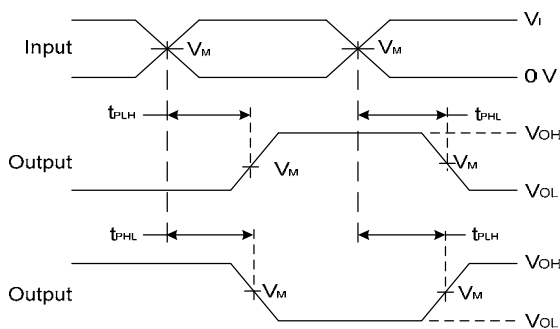 VI
Input VM VM
0 V
tPLH tPHL
VOH
Output VM VM
VOL
tPHL tPLH
VOH
Output VM VM
VOL